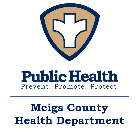 Public Health
Prevent. Promote. Protect.
Meigs County
Health Department